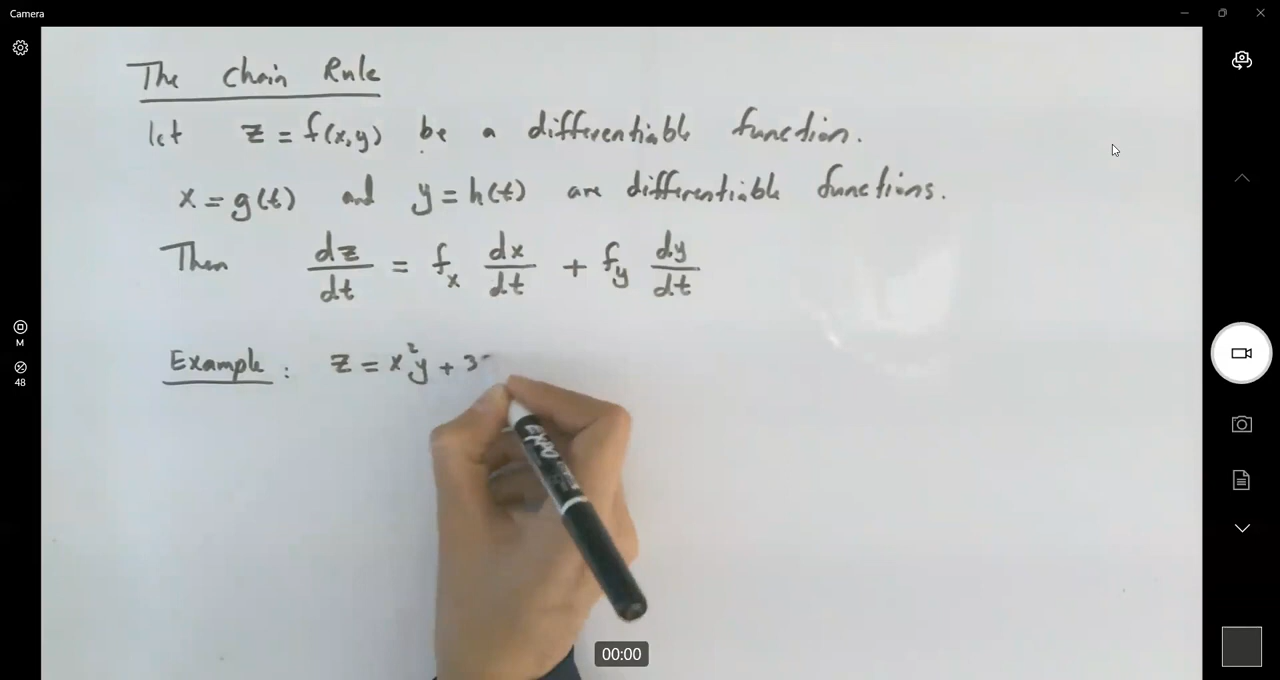 Camera
The Chain Rule
let z = f(x,y) be a differentiable function.
x = g(t) and y = h(t) are differentiable functions.
Then dz/dt = f_x dx/dt + f_y dy/dt
Example : z = x²y + 3
EXPO
M
48
00:00